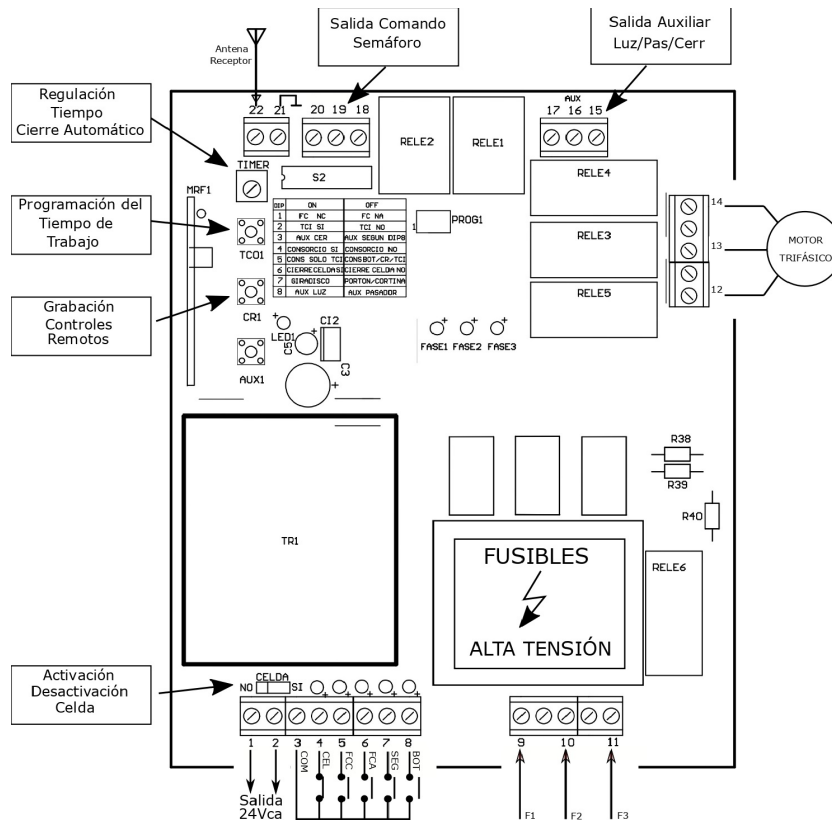 Salida Comando
Semáforo
Salida Auxiliar
Luz/Pas/Cerr
Antena
Receptor
Regulación
Tiempo
Cierre Automático
22 21 20 19 18
AUX
17 16 15
RELE2
RELE1
TIMER
S2
RELE4
MRF1
Programación del
Tiempo de
Trabajo
TCO1
DIP ON OFF
1 FC NC FC NA
2 TCI SI TCI NO
3 AUX CER AUX SEGUN DIP8
4 CONSORCIO SI CONSORCIO NO
5 CONS SOLO TCI CONSBOT/CR/TCI
6 CIERRECELDASI CIERRE CELDA NO
7 GIRADISCO PORTON/CORTINA
8 AUX LUZ AUX PASADOR
1 PROG1
RELE3
14
13
12
MOTOR
TRIFÁSICO
Grabación
Controles
Remotos
CR1
RELE5
LED1
C5
CI2
C3
FASE1 FASE2 FASE3
AUX1
R38
R39
R40
TR1
FUSIBLES
ALTA TENSIÓN
RELE6
Activación
Desactivación
Celda
CELDA
NO SI
1 2 3 4 5 6 7 8
9 10 11
COM CEL FCC FCA SEG BOT
Salida
24Vca
F1 F2 F3